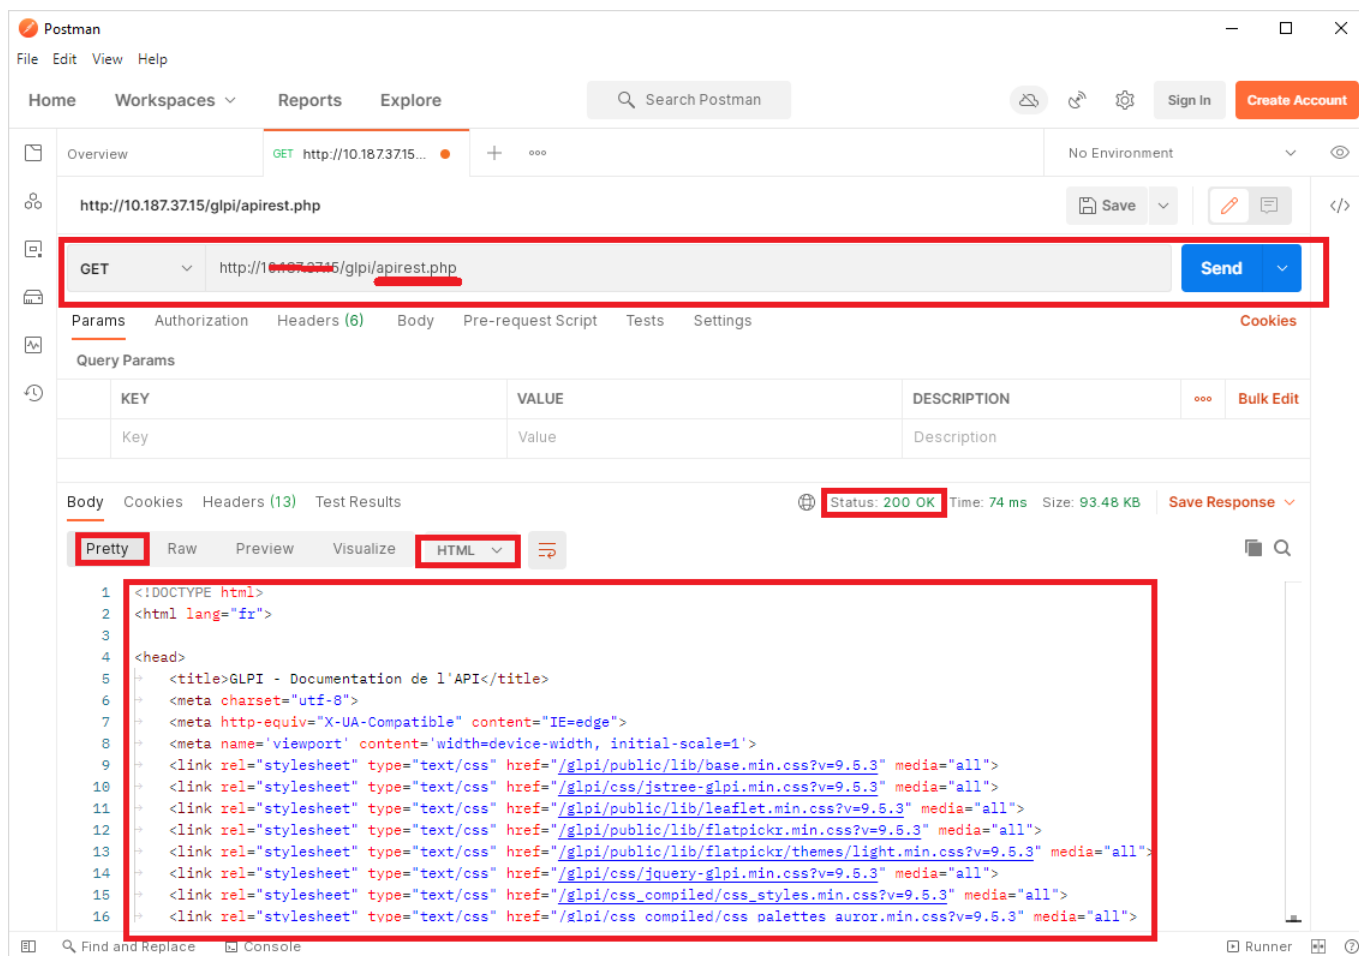 Postman
File Edit View Help
Home Workspaces Reports Explore Search Postman Sign In Create Account
Overview GET http://10.187.37.15... No Environment
http://10.187.37.15/glpi/apirest.php Save
GET http://10.187.37.15/glpi/apirest.php Send
Params Authorization Headers (6) Body Pre-request Script Tests Settings Cookies
Query Params
KEY VALUE DESCRIPTION Bulk Edit
Key Value Description
Body Cookies Headers (13) Test Results Status: 200 OK Time: 74 ms Size: 93.48 KB Save Response
Pretty Raw Preview Visualize HTML
1 <!DOCTYPE html>
2 <html lang="fr">
3
4 <head>
5 <title>GLPI - Documentation de l'API</title>
6 <meta charset="utf-8">
7 <meta http-equiv="X-UA-Compatible" content="IE=edge">
8 <meta name='viewport' content='width=device-width, initial-scale=1'>
9 <link rel="stylesheet" type="text/css" href="/glpi/public/lib/base.min.css?v=9.5.3" media="all">
10 <link rel="stylesheet" type="text/css" href="/glpi/css/jstree-glpi.min.css?v=9.5.3" media="all">
11 <link rel="stylesheet" type="text/css" href="/glpi/public/lib/leaflet.min.css?v=9.5.3" media="all">
12 <link rel="stylesheet" type="text/css" href="/glpi/public/lib/flatpickr.min.css?v=9.5.3" media="all">
13 <link rel="stylesheet" type="text/css" href="/glpi/public/lib/flatpickr/themes/light.min.css?v=9.5.3" media="all">
14 <link rel="stylesheet" type="text/css" href="/glpi/css/jquery-glpi.min.css?v=9.5.3" media="all">
15 <link rel="stylesheet" type="text/css" href="/glpi/css_compiled/css_styles.min.css?v=9.5.3" media="all">
16 <link rel="stylesheet" type="text/css" href="/glpi/css_compiled/css_palettes_auror.min.css?v=9.5.3" media="all">
Find and Replace Console Runner